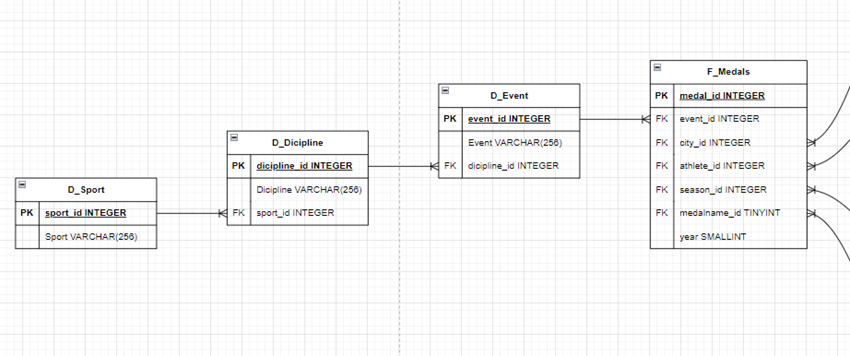 D_Sport
PK sport_id INTEGER
Sport VARCHAR(256)
D_Dicipline
PK dicipline_id INTEGER
Dicipline VARCHAR(256)
FK sport_id INTEGER
D_Event
PK event_id INTEGER
Event VARCHAR(256)
FK dicipline_id INTEGER
F_Medals
PK medal_id INTEGER
FK event_id INTEGER
FK city_id INTEGER
FK athlete_id INTEGER
FK season_id INTEGER
FK medalname_id TINYINT
year SMALLINT